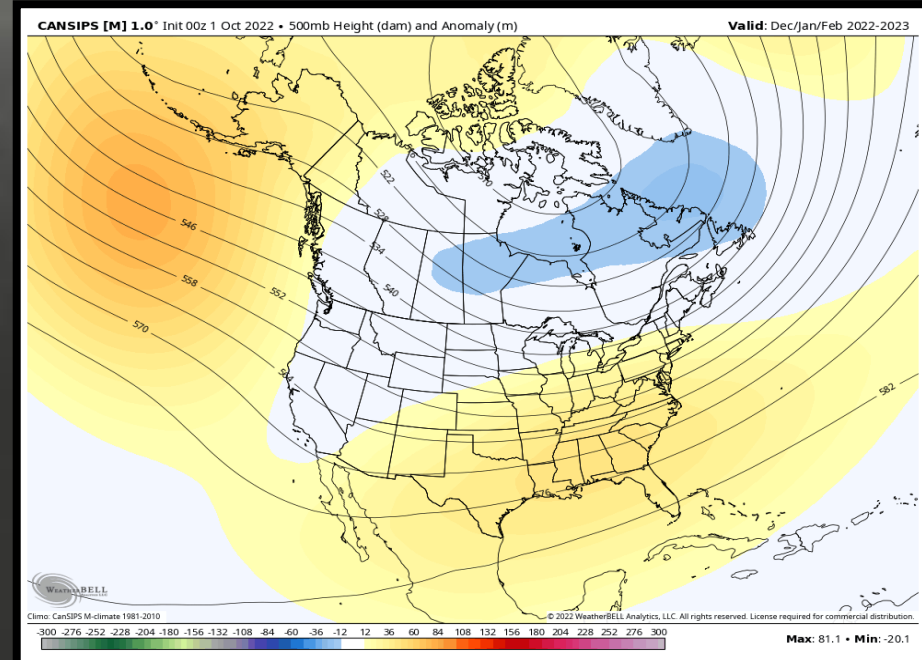 CANSIPS [M] 1.0° Init 00z 1 Oct 2022 • 500mb Height (dam) and Anomaly (m) Valid: Dec/Jan/Feb 2022-2023
522
528
534
546
540
558
552
570
564
582
576
WEATHERBELL
Climo: CanSIPS M-climate 1981-2010 © 2022 WeatherBELL Analytics, LLC. All rights reserved. License required for commercial distribution.
-300 -276 -252 -228 -204 -180 -156 -132 -108 -84 -60 -36 -12 12 36 60 84 108 132 156 180 204 228 252 276 300
Max: 81.1 • Min: -20.1